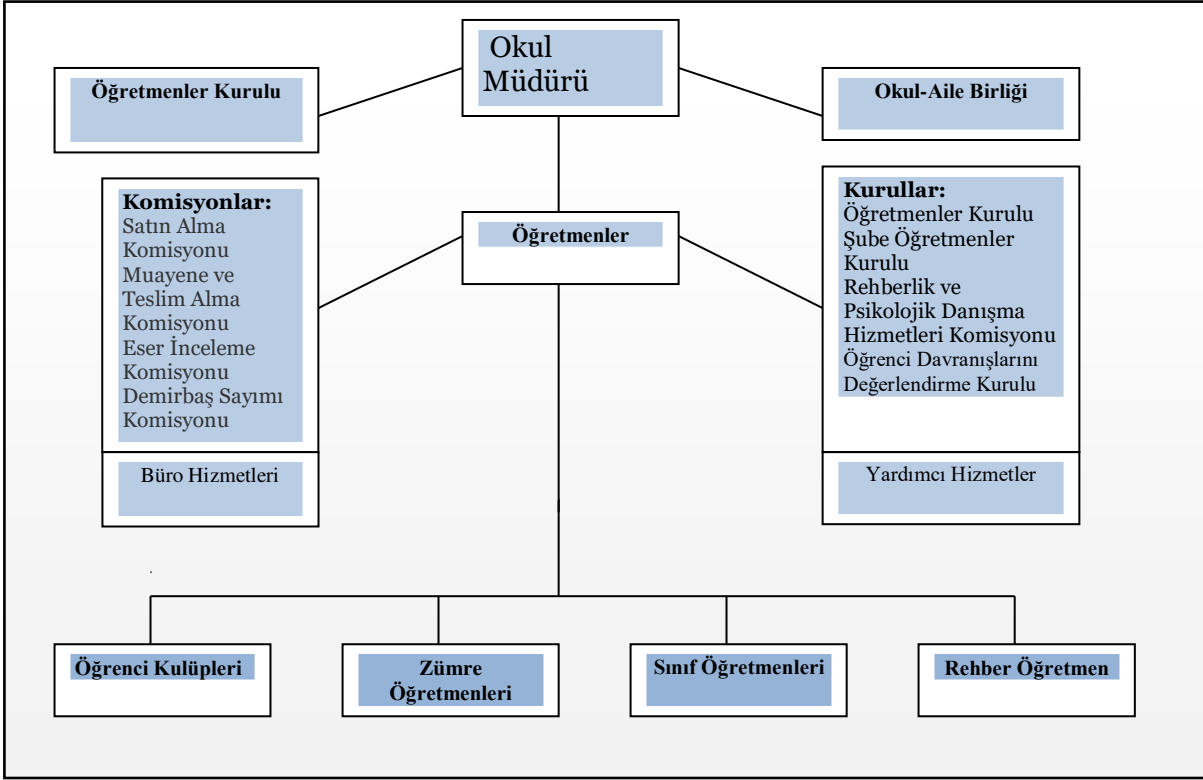 Okul
Müdürü
Öğretmenler Kurulu
Okul-Aile Birliği
Komisyonlar:
Satın Alma
Komisyonu
Muayene ve
Teslim Alma
Komisyonu
Eser İnceleme
Komisyonu
Demirbaş Sayımı
Komisyonu
Öğretmenler
Kurullar:
Öğretmenler Kurulu
Şube Öğretmenler
Kurulu
Rehberlik ve
Psikolojik Danışma
Hizmetleri Komisyonu
Öğrenci Davranışlarını
Değerlendirme Kurulu
Büro Hizmetleri
Yardımcı Hizmetler
Öğrenci Kulüpleri
Zümre
Öğretmenleri
Sınıf Öğretmenleri
Rehber Öğretmen